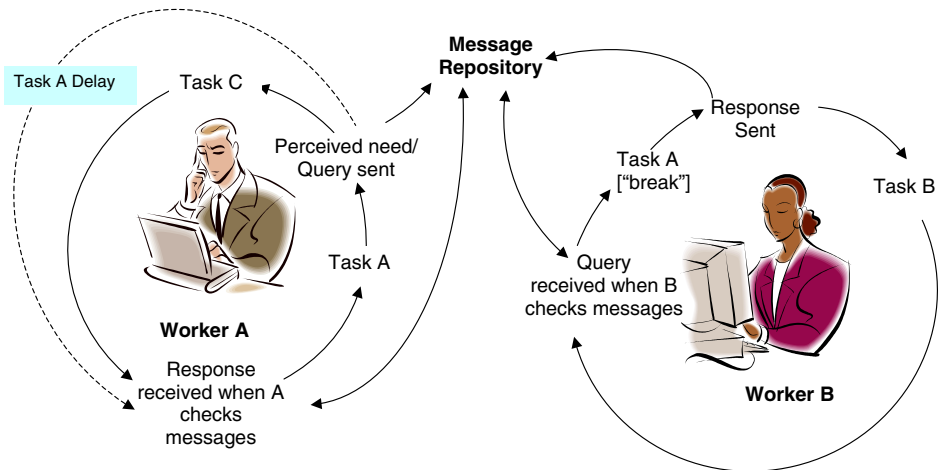 Message
Repository
Task A Delay
Task C
Perceived need/
Query sent
Task A
Worker A
Response
received when A
checks
messages
Response
Sent
Task A
[“break”]
Task B
Query
received when B
checks messages
Worker B